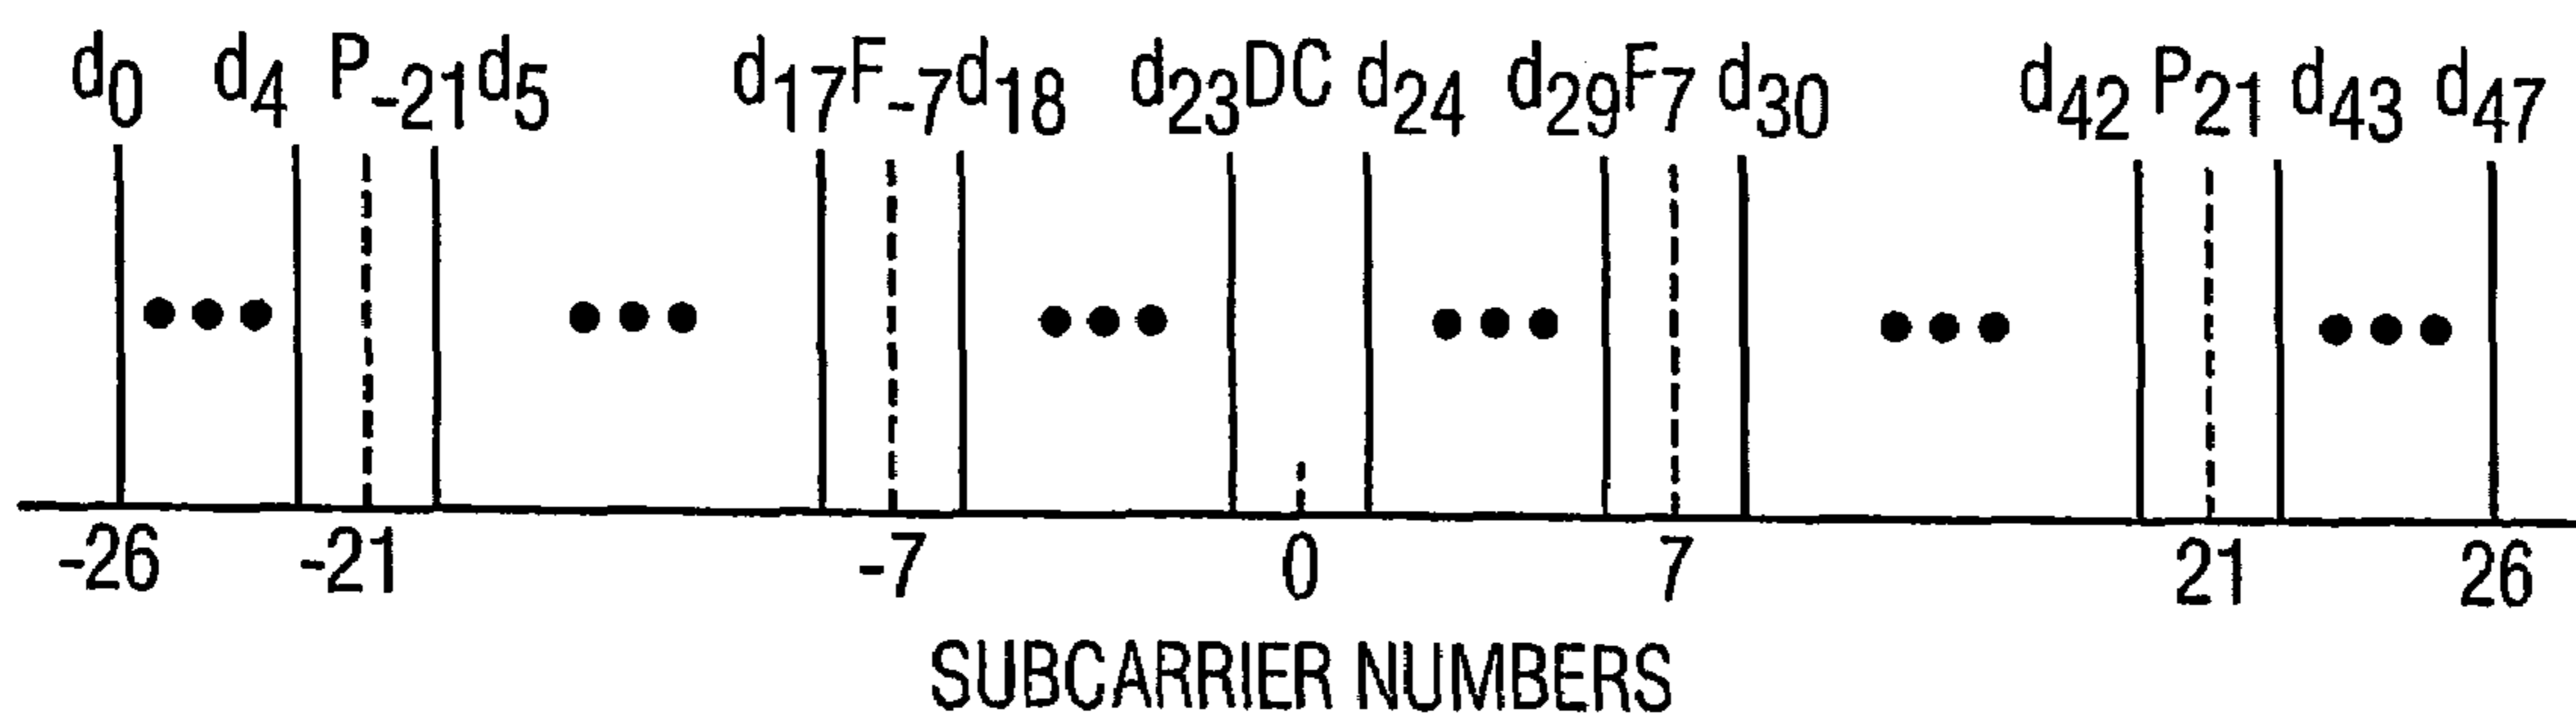 d0 d4 P-21 d5 d17 F-7 d18 d23 DC d24 d29 F7 d30 d42 P21 d43 d47
-26 -21 -7 0 7 21 26
SUBCARRIER NUMBERS